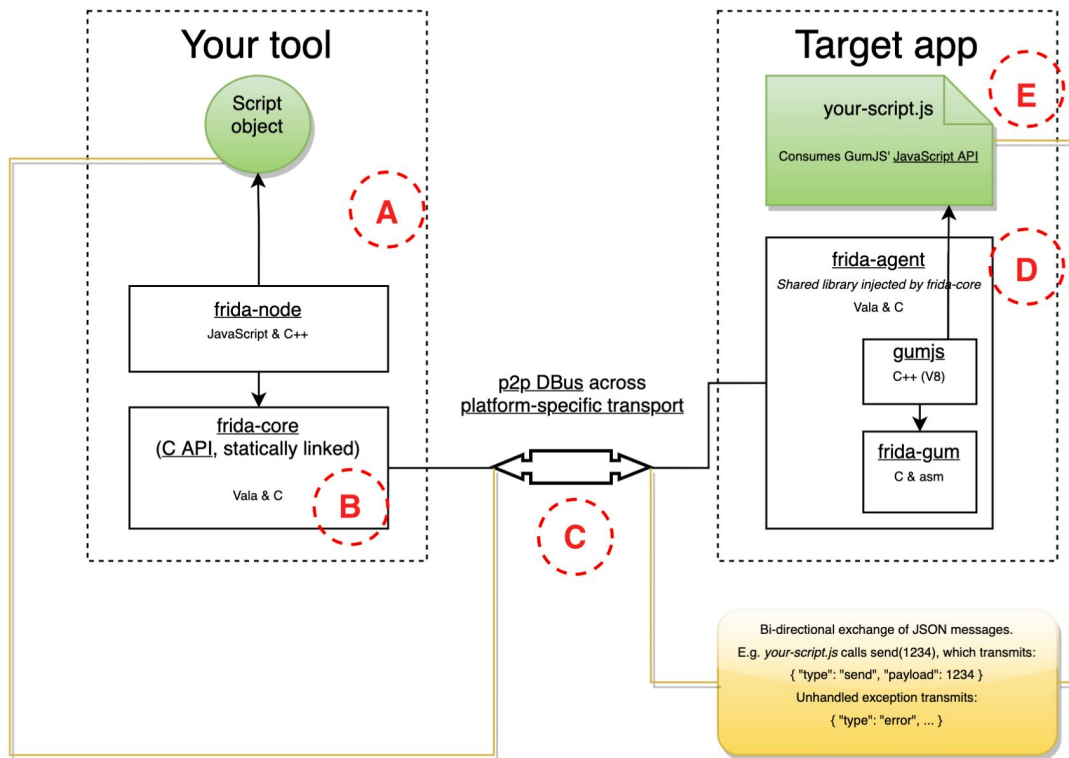 Your tool
Script
object
A
frida-node
JavaScript & C++
frida-core
(C API, statically linked)
Vala & C
B
p2p DBus across
platform-specific transport
C
Target app
E
your-script.js
Consumes GumJS' JavaScript API
D
frida-agent
Shared library injected by frida-core
Vala & C
gumjs
C++ (V8)
frida-gum
C & asm
Bi-directional exchange of JSON messages.
E.g. your-script.js calls send(1234), which transmits:
{ "type": "send", "payload": 1234 }
Unhandled exception transmits:
{ "type": "error", ... }